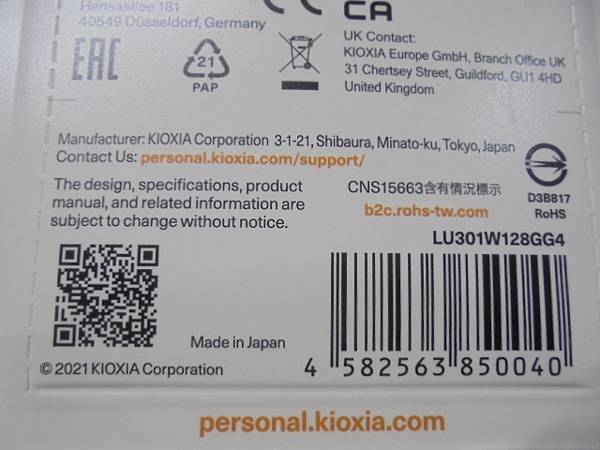 Hansaallee 181
40549 Düsseldorf, Germany
CA
EAC
21
PAP
UK Contact:
KIOXIA Europe GmbH, Branch Office UK
31 Chertsey Street, Guildford, GU1 4HD
United Kingdom
Manufacturer: KIOXIA Corporation 3-1-21, Shibaura, Minato-ku, Tokyo, Japan
Contact Us: personal.kioxia.com/support/
The design, specifications, product
manual, and related information are
subject to change without notice.
CNS15663含有情況標示
b2c.rohs-tw.com
D3B817
RoHS
LU301W128GG4
Made in Japan
© 2021 KIOXIA Corporation
4 582563 850040
personal.kioxia.com